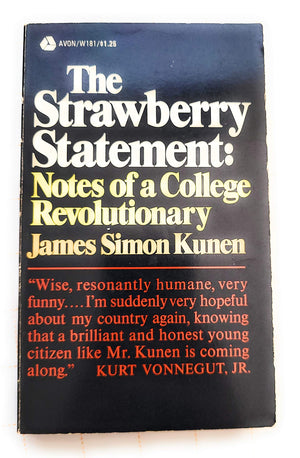 AVON/W181/$1.25
The
Strawberry
Statement:
Notes of a College
Revolutionary
James Simon Kunen
“Wise, resonantly humane, very
funny....I’m suddenly very hopeful
about my country again, knowing
that a brilliant and honest young
citizen like Mr. Kunen is coming
along.” KURT VONNEGUT, JR.